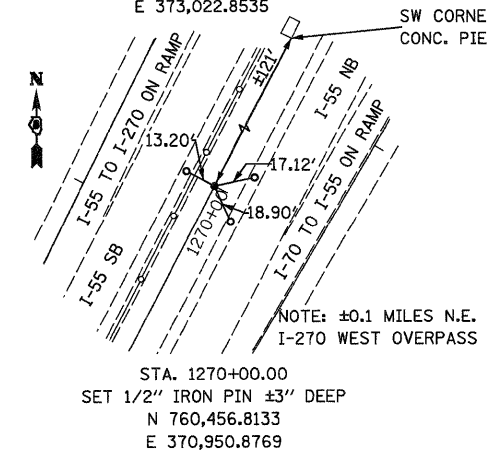 E 373,022.8535
SW CORNE
CONC. PIE
N
±121'
I-55 NB
I-55 TO I-270 ON RAMP
13.20'
17.12'
18.90'
1270+00
I-70 TO I-55 ON RAMP
I-55 SB
NOTE: ±0.1 MILES N.E.
I-270 WEST OVERPASS
STA. 1270+00.00
SET 1/2" IRON PIN ±3" DEEP
N 760,456.8133
E 370,950.8769